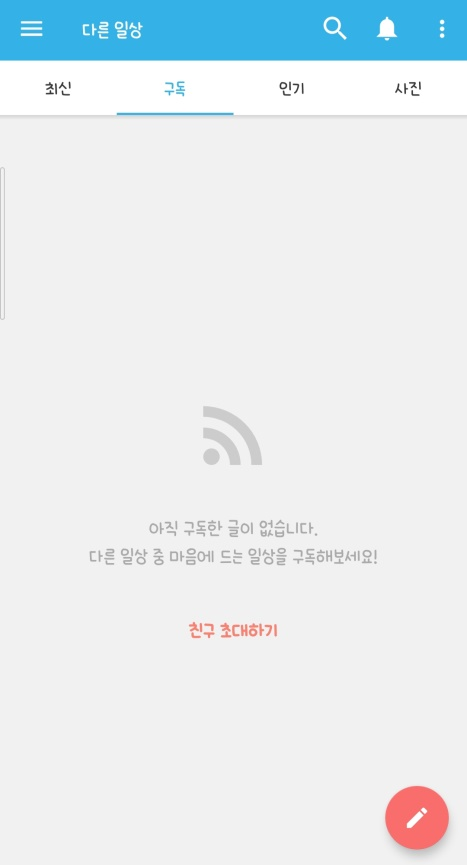 다른 일상
최신
구독
인기
사진
아직 구독한 글이 없습니다.
다른 일상 중 마음에 드는 일상을 구독해보세요!
친구 초대하기